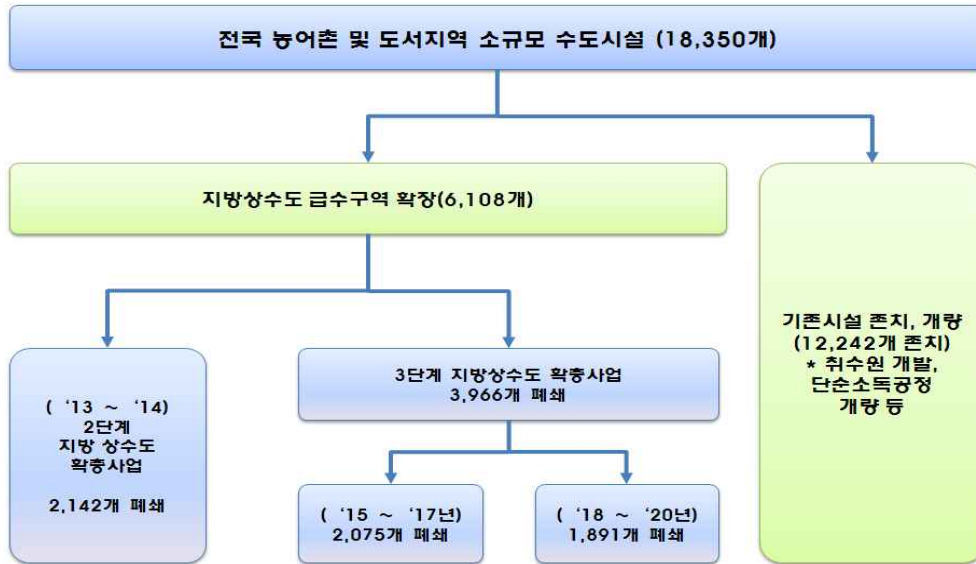 전국 농어촌 및 도서지역 소규모 수도시설 (18,350개)
지방상수도 급수구역 확장(6,108개)
기존시설 존치, 개량
(12,242개 존치)
* 취수원 개발,
단순소독공정
개량 등
( ‘13 ~ ‘14)
2단계
지방 상수도
확충사업
2,142개 폐쇄
3단계 지방상수도 확충사업
3,966개 폐쇄
( ‘15 ~ ‘17년)
2,075개 폐쇄
( ‘18 ~ ‘20년)
1,891개 폐쇄